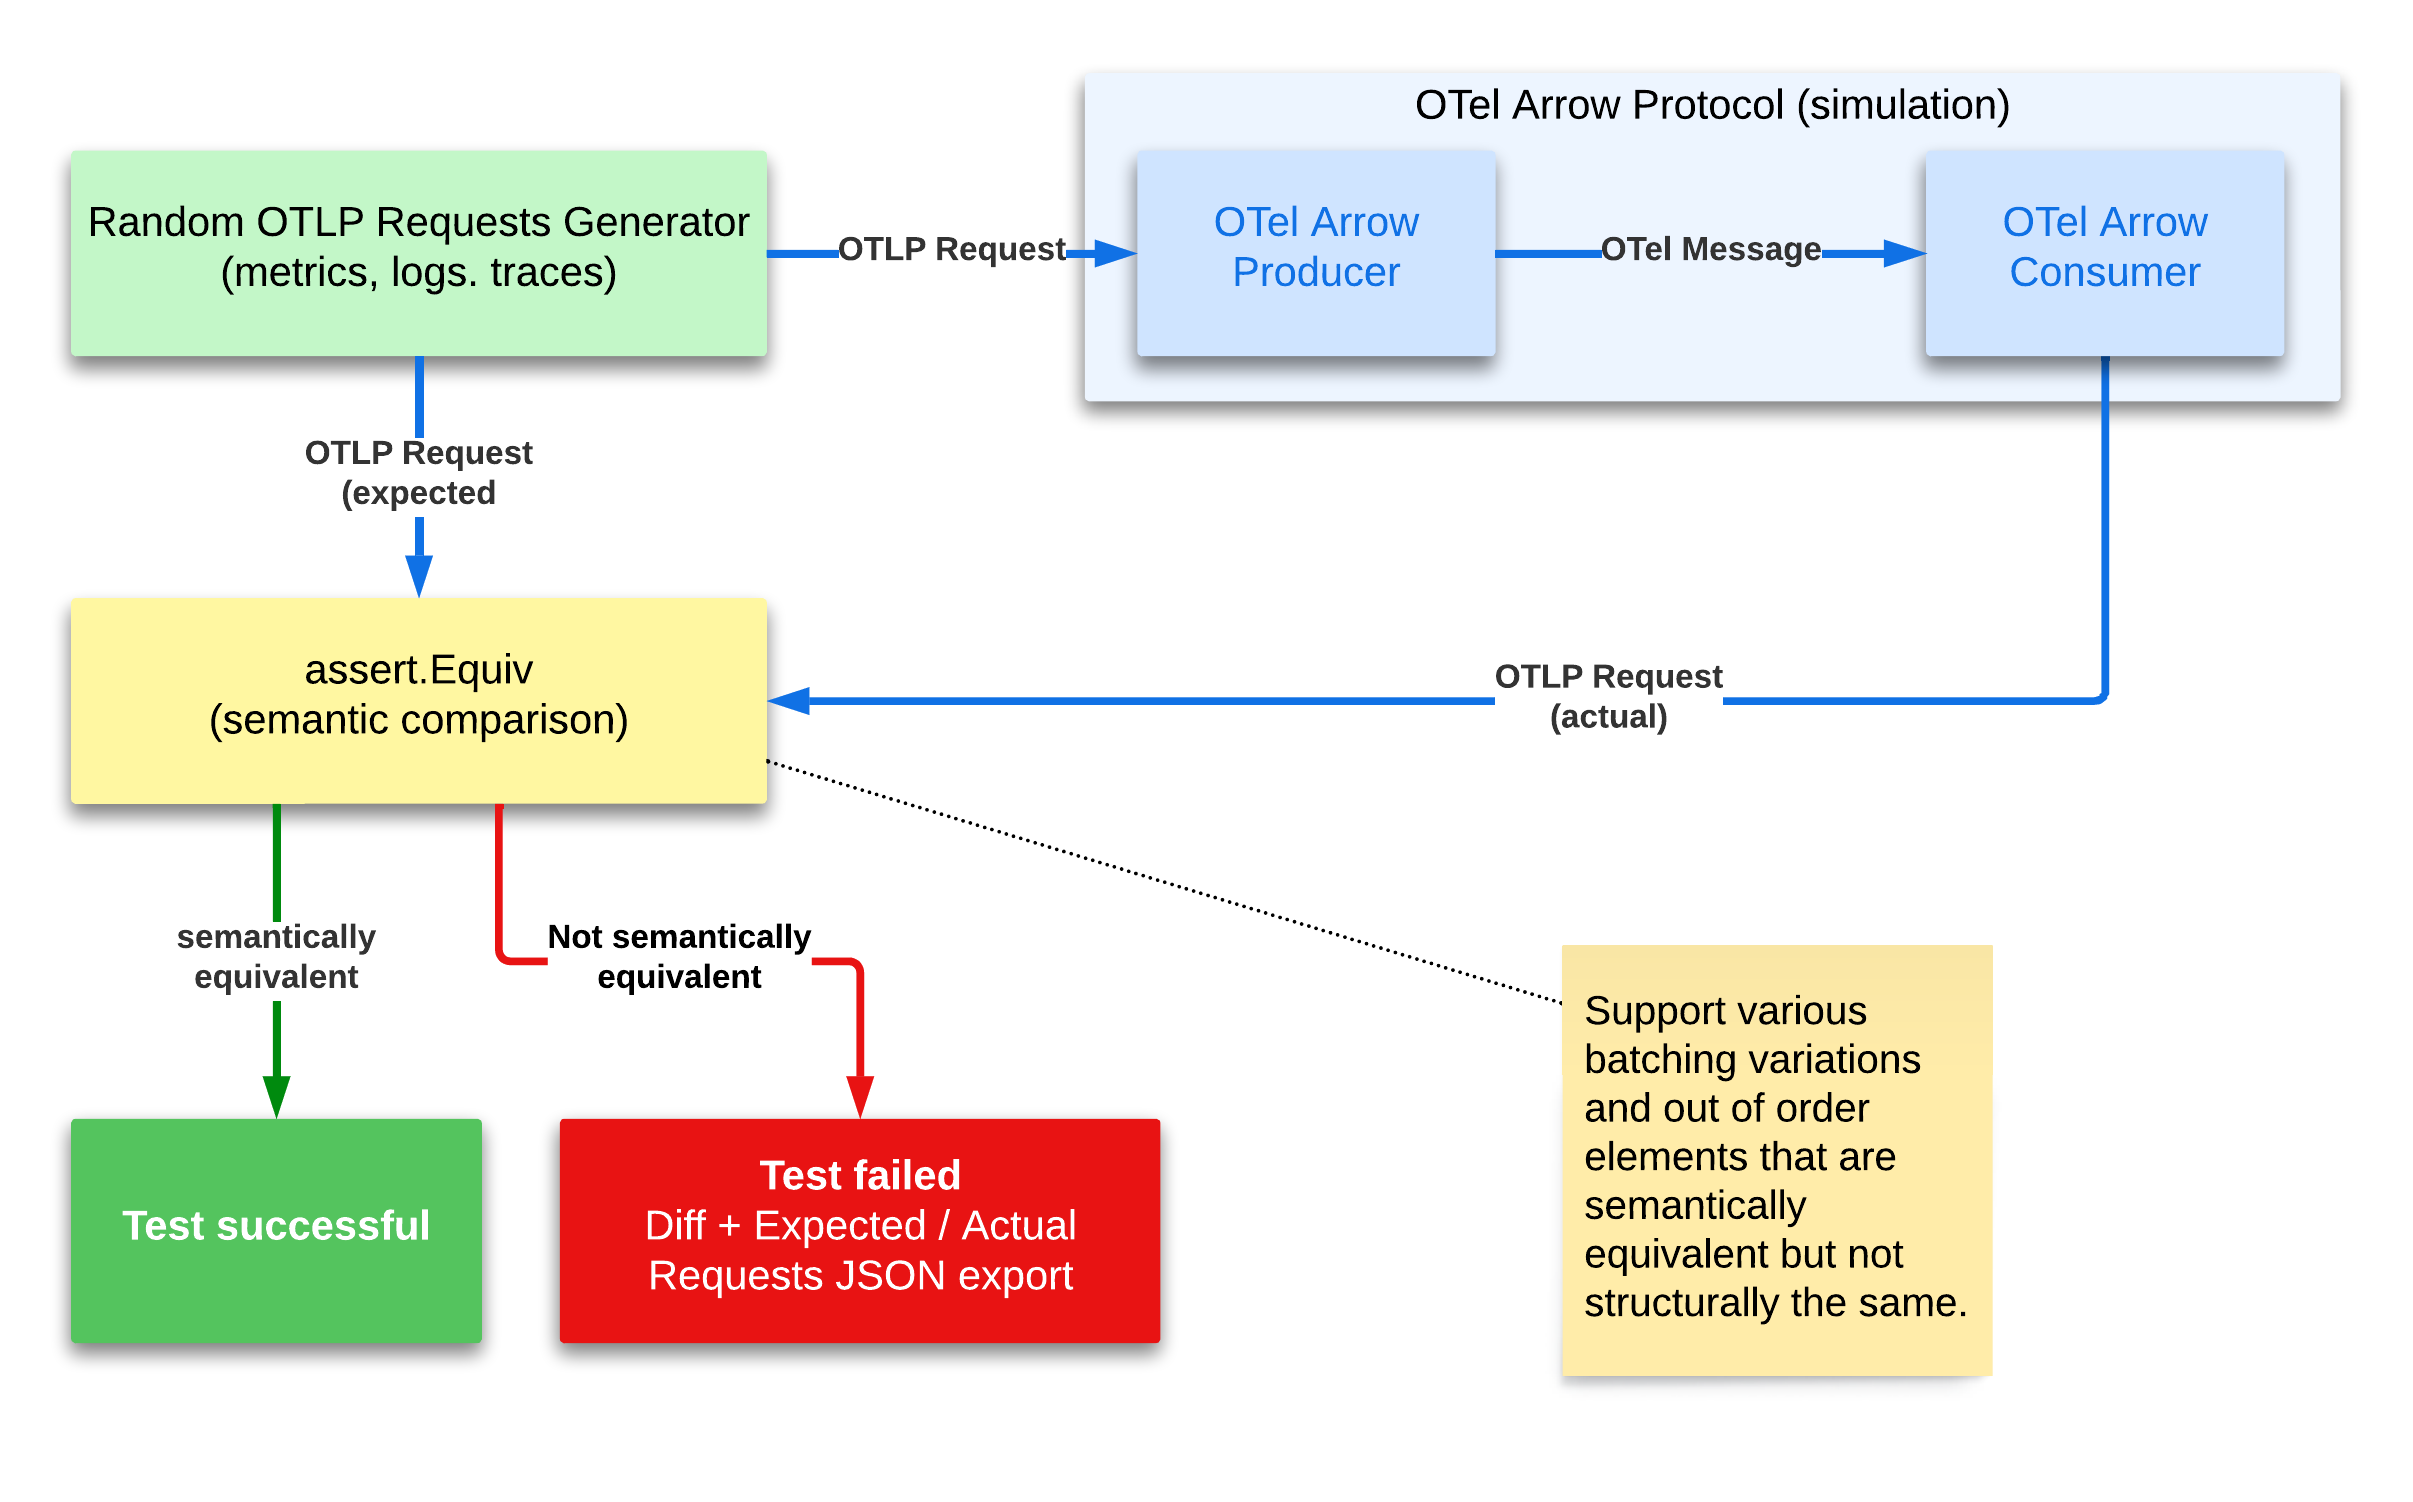 OTel Arrow Protocol (simulation)
Random OTLP Requests Generator
(metrics, logs. traces)
OTLP Request
OTel Arrow
Producer
OTel Message
OTel Arrow
Consumer
OTLP Request
(expected
assert.Equiv
(semantic comparison)
OTLP Request
(actual)
semantically
equivalent
Not semantically
equivalent
Test successful
Test failed
Diff + Expected / Actual
Requests JSON export
Support various
batching variations
and out of order
elements that are
semantically
equivalent but not
structurally the same.